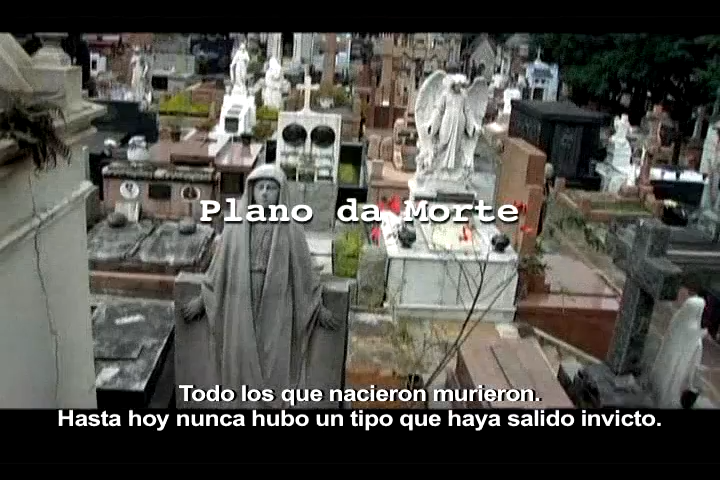 Plano da Morte
Todo los que nacieron murieron.
Hasta hoy nunca hubo un tipo que haya salido invicto.